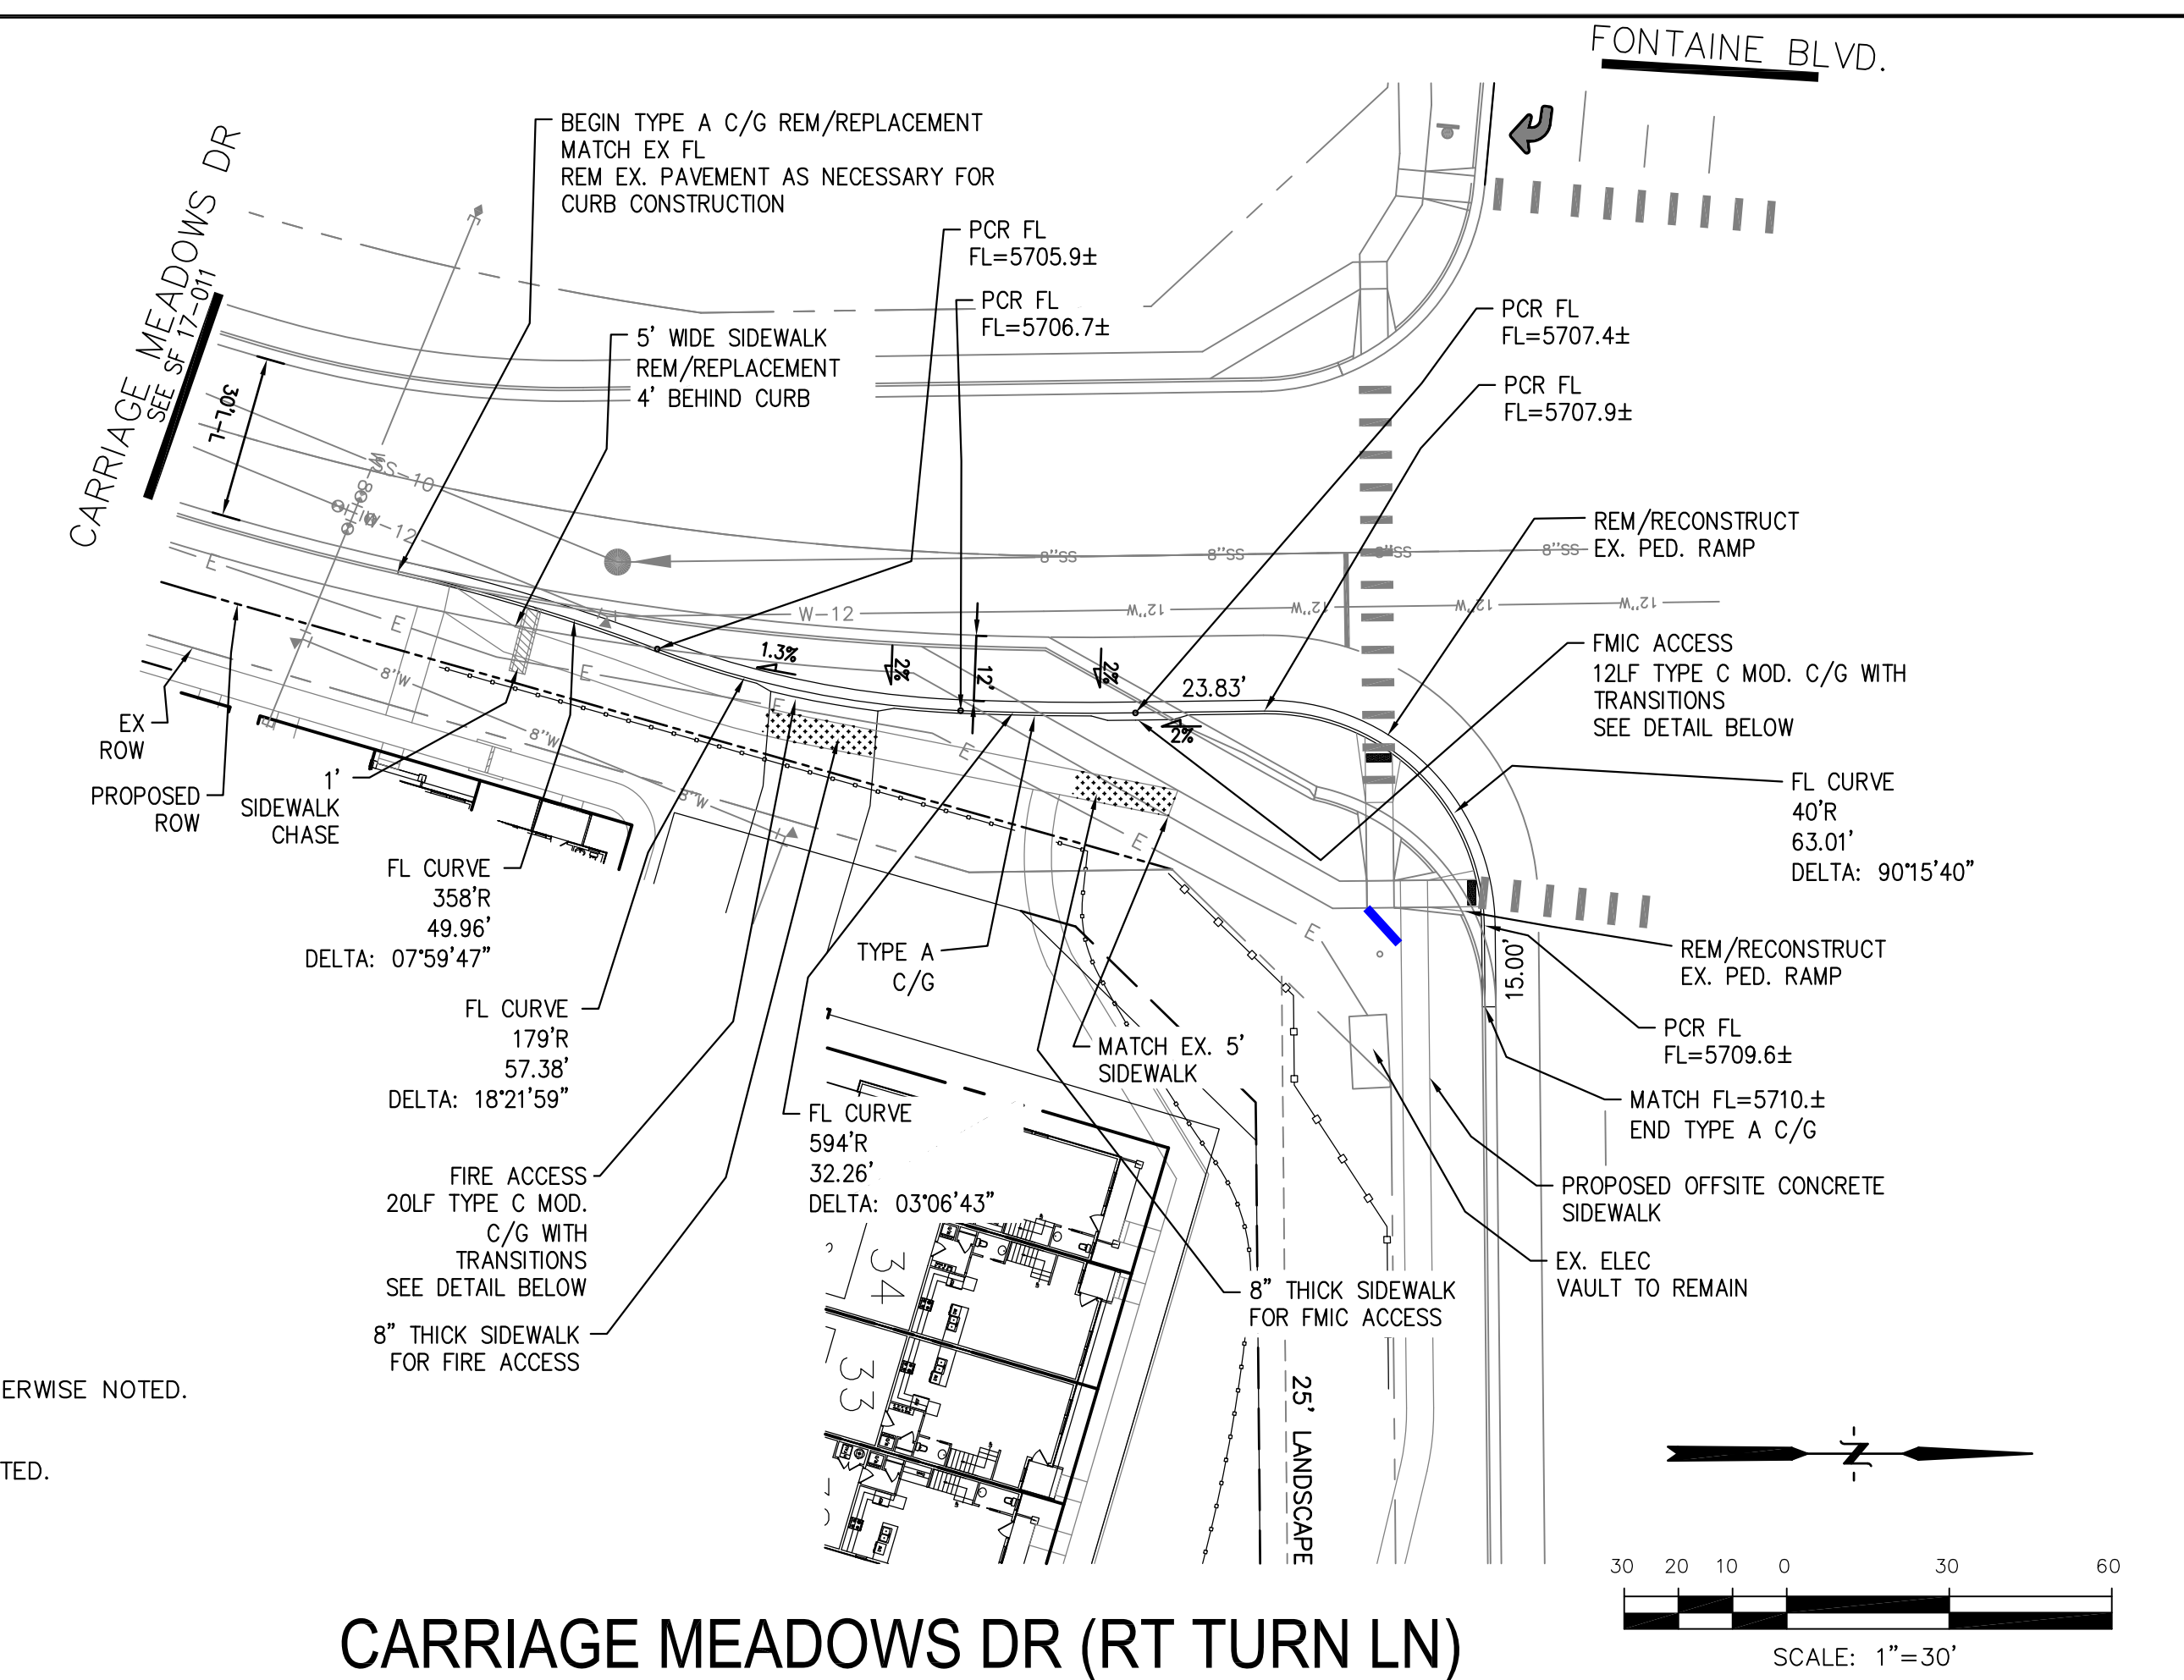 FONTAINE BLVD.
CARRIAGE MEADOWS DR
SEE SF 17-011
BEGIN TYPE A C/G REM/REPLACEMENT
MATCH EX FL
REM EX. PAVEMENT AS NECESSARY FOR
CURB CONSTRUCTION
PCR FL
FL=5705.9±
PCR FL
FL=5706.7±
5' WIDE SIDEWALK
REM/REPLACEMENT
4' BEHIND CURB
PCR FL
FL=5707.4±
PCR FL
FL=5707.9±
30'L-L
SS-10
W-8
W-12
REM/RECONSTRUCT
EX. PED. RAMP
8"SS
8"SS
8"SS
8"SS
W-12
12"W
12"W
12"W
12"W
E
E
E
E
E
E
E
1.3%
2%
12'
2%
23.83'
2%
FMIC ACCESS
12LF TYPE C MOD. C/G WITH
TRANSITIONS
SEE DETAIL BELOW
8"W
8"W
8"W
EX
ROW
PROPOSED
ROW
1'
SIDEWALK
CHASE
FL CURVE
40'R
63.01'
DELTA: 90°15'40"
FL CURVE
358'R
49.96'
DELTA: 07°59'47"
TYPE A
C/G
REM/RECONSTRUCT
EX. PED. RAMP
15.00'
FL CURVE
179'R
57.38'
DELTA: 18°21'59"
MATCH EX. 5'
SIDEWALK
PCR FL
FL=5709.6±
MATCH FL=5710.±
END TYPE A C/G
FL CURVE
594'R
32.26'
DELTA: 03°06'43"
FIRE ACCESS
20LF TYPE C MOD.
C/G WITH
TRANSITIONS
SEE DETAIL BELOW
PROPOSED OFFSITE CONCRETE
SIDEWALK
EX. ELEC
VAULT TO REMAIN
8" THICK SIDEWALK
FOR FMIC ACCESS
8" THICK SIDEWALK
FOR FIRE ACCESS
34
33
25' LANDSCAPE
ERWISE NOTED.
TED.
N
30 20 10 0 30 60
SCALE: 1"=30'
CARRIAGE MEADOWS DR (RT TURN LN)